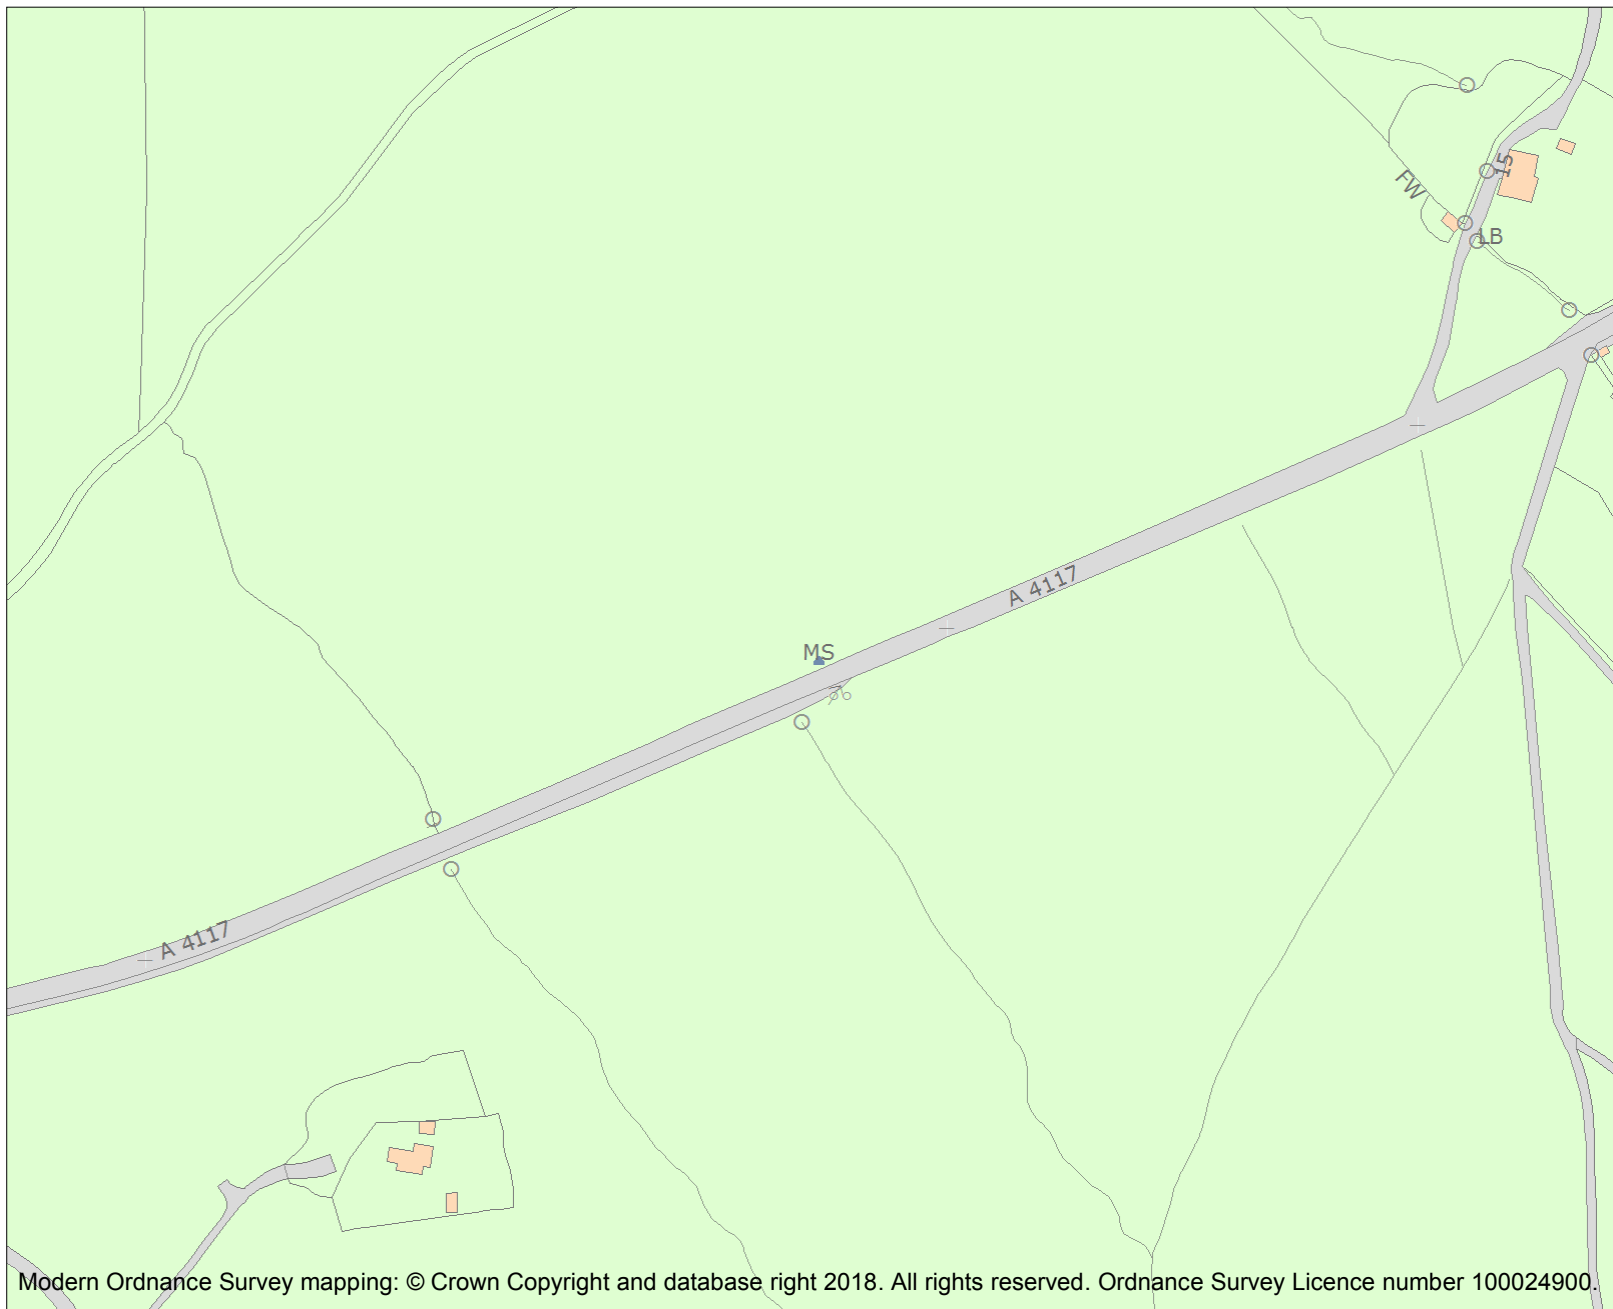 15
FW
LB
A 4117
MS
A 4117
Modern Ordnance Survey mapping: © Crown Copyright and database right 2018. All rights reserved. Ordnance Survey Licence number 100024900.